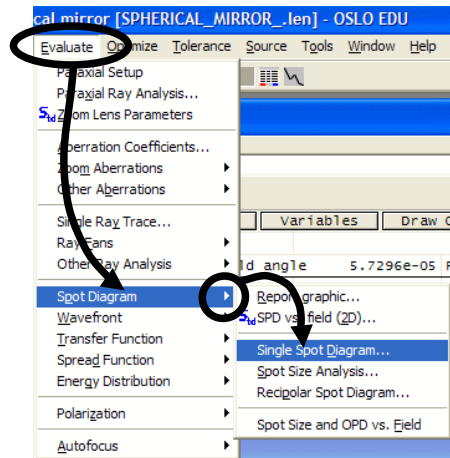 cal mirror [SPHERICAL_MIRROR_.len] - OSLO EDU
Evaluate Optimize Tolerance Source Tools Window Help
Paraxial Setup
Paraxial Ray Analysis...
Std Zoom Lens Parameters
Aberration Coefficients...
Zoom Aberrations
Other Aberrations
Single Ray Trace...
Variables Draw
Ray Fans
Other Ray Analysis
ld angle 5.7296e-05
Spot Diagram
Report graphic...
Wavefront
Std SPD vs. field (2D)...
Transfer Function
Single Spot Diagram...
Spread Function
Spot Size Analysis...
Energy Distribution
Recipolar Spot Diagram...
Polarization
Spot Size and OPD vs. Field
Autofocus